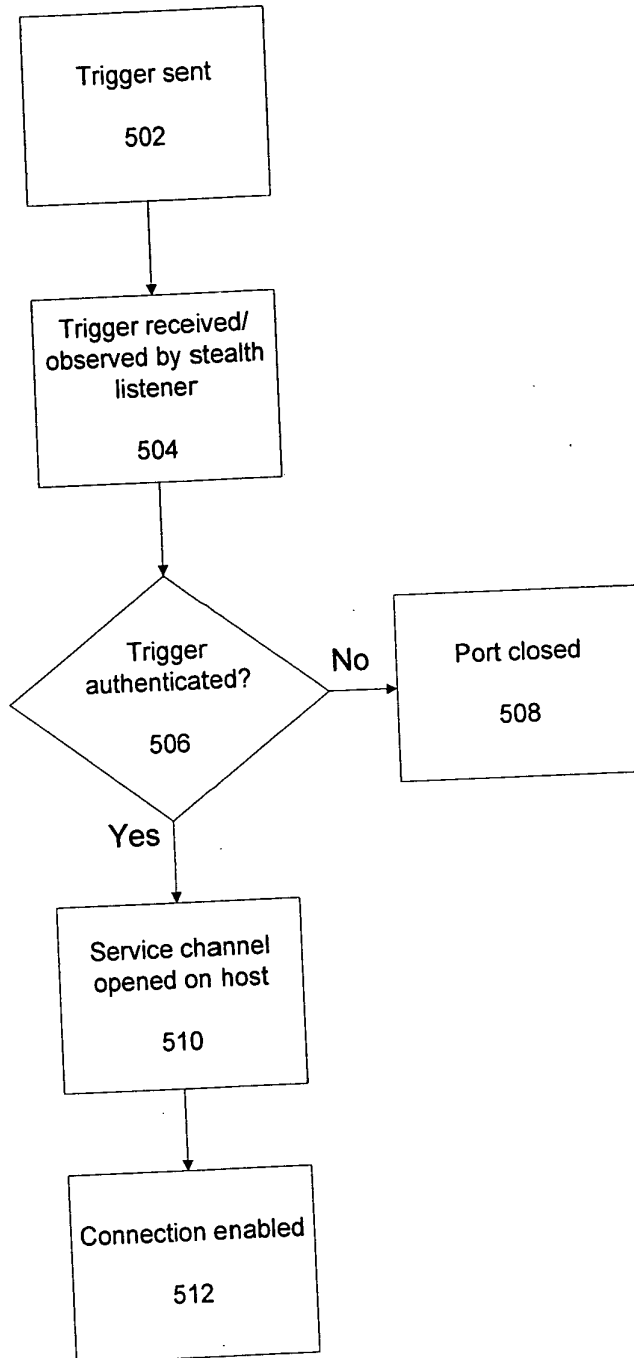 Trigger sent
502
Trigger received/
observed by stealth
listener
504
Trigger
authenticated?
506
No
Port closed
508
Yes
Service channel
opened on host
510
Connection enabled
512